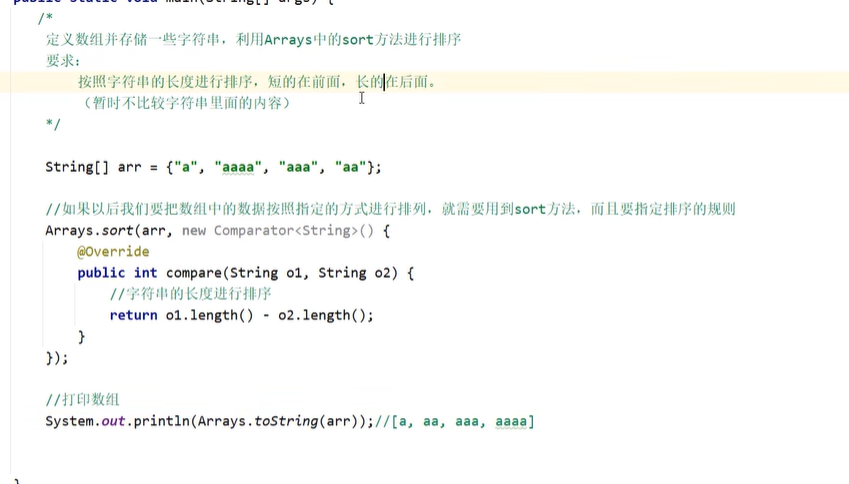 public static void main(String[] args) {
/*
定义数组并存储一些字符串，利用Arrays中的sort方法进行排序
要求：
按照字符串的长度进行排序，短的在前面，长的在后面。
（暂时不比较字符串里面的内容）
*/
String[] arr = {"a", "aaaa", "aaa", "aa"};
//如果以后我们要把数组中的数据按照指定的方式进行排列，就需要用到sort方法，而且要指定排序的规则
Arrays.sort(arr, new Comparator<String>() {
@Override
public int compare(String o1, String o2) {
//字符串的长度进行排序
return o1.length() - o2.length();
}
});
//打印数组
System.out.println(Arrays.toString(arr));//[a, aa, aaa, aaaa]
}